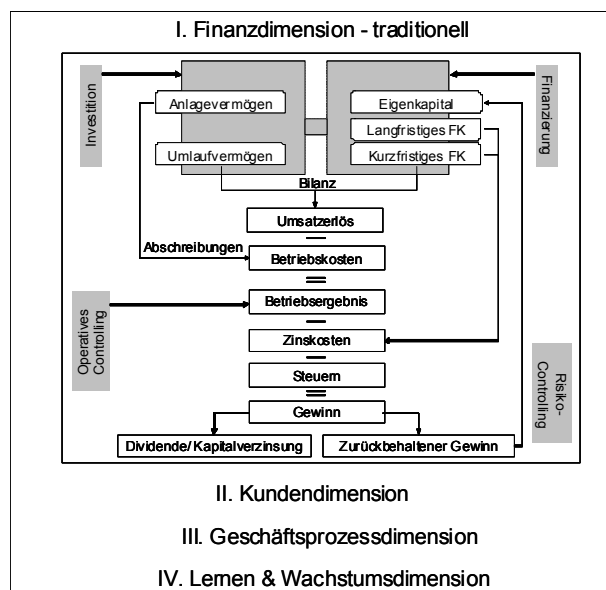 I. Finanzdimension - traditionell
Investition
Anlagevermögen
Umlaufvermögen
Eigenkapital
Langfristiges FK
Kurzfristiges FK
Finanzierung
Bilanz
Umsatzerlös
Abschreibungen
Betriebskosten
Operatives
Controlling
Betriebsergebnis
Zinskosten
Steuern
Gewinn
Risiko-
Controlling
Dividende/ Kapitalverzinsung
Zurückbehaltener Gewinn
II. Kundendimension
III. Geschäftsprozessdimension
IV. Lernen & Wachstumsdimension